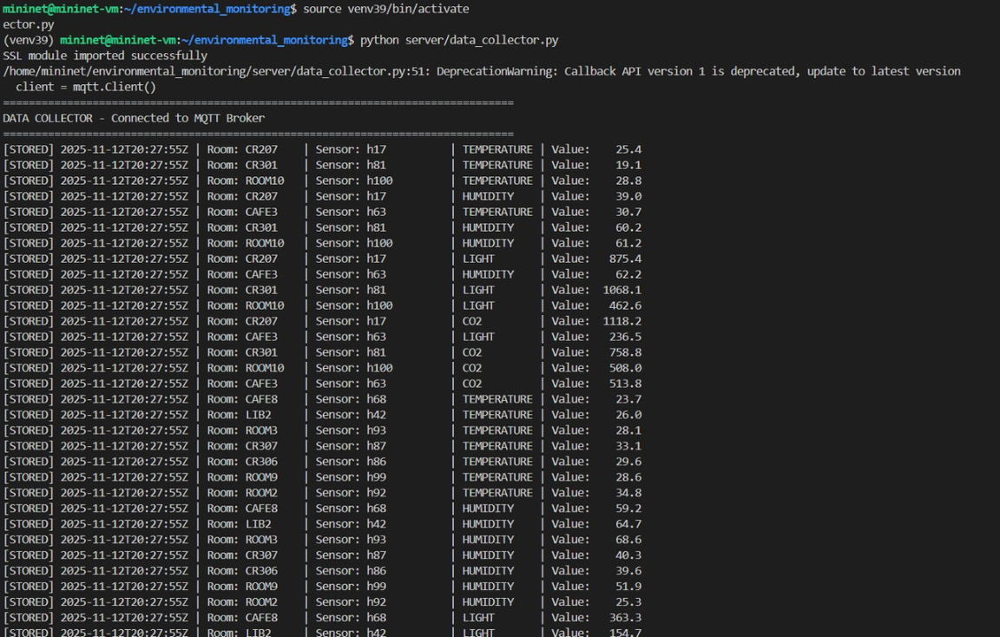 mininet@mininet-vm:~/environmental_monitoring$ source venv39/bin/activate
ector.py
(venv39) mininet@mininet-vm:~/environmental_monitoring$ python server/data_collector.py
SSL module imported successfully
/home/mininet/environmental_monitoring/server/data_collector.py:51: DeprecationWarning: Callback API version 1 is deprecated, update to latest version
  client = mqtt.Client()
================================================================================
DATA COLLECTOR - Connected to MQTT Broker
================================================================================
[STORED] 2025-11-12T20:27:55Z | Room: CR207    | Sensor: h17          | TEMPERATURE | Value:    25.4
[STORED] 2025-11-12T20:27:55Z | Room: CR301    | Sensor: h81          | TEMPERATURE | Value:    19.1
[STORED] 2025-11-12T20:27:55Z | Room: ROOM10   | Sensor: h100         | TEMPERATURE | Value:    28.8
[STORED] 2025-11-12T20:27:55Z | Room: CR207    | Sensor: h17          | HUMIDITY    | Value:    39.0
[STORED] 2025-11-12T20:27:55Z | Room: CAFE3    | Sensor: h63          | TEMPERATURE | Value:    30.7
[STORED] 2025-11-12T20:27:55Z | Room: CR301    | Sensor: h81          | HUMIDITY    | Value:    60.2
[STORED] 2025-11-12T20:27:55Z | Room: ROOM10   | Sensor: h100         | HUMIDITY    | Value:    61.2
[STORED] 2025-11-12T20:27:55Z | Room: CR207    | Sensor: h17          | LIGHT       | Value:   875.4
[STORED] 2025-11-12T20:27:55Z | Room: CAFE3    | Sensor: h63          | HUMIDITY    | Value:    62.2
[STORED] 2025-11-12T20:27:55Z | Room: CR301    | Sensor: h81          | LIGHT       | Value:  1068.1
[STORED] 2025-11-12T20:27:55Z | Room: ROOM10   | Sensor: h100         | LIGHT       | Value:   462.6
[STORED] 2025-11-12T20:27:55Z | Room: CR207    | Sensor: h17          | CO2         | Value:  1118.2
[STORED] 2025-11-12T20:27:55Z | Room: CAFE3    | Sensor: h63          | LIGHT       | Value:   236.5
[STORED] 2025-11-12T20:27:55Z | Room: CR301    | Sensor: h81          | CO2         | Value:   758.8
[STORED] 2025-11-12T20:27:55Z | Room: ROOM10   | Sensor: h100         | CO2         | Value:   508.0
[STORED] 2025-11-12T20:27:55Z | Room: CAFE3    | Sensor: h63          | CO2         | Value:   513.8
[STORED] 2025-11-12T20:27:55Z | Room: CAFE8    | Sensor: h68          | TEMPERATURE | Value:    23.7
[STORED] 2025-11-12T20:27:55Z | Room: LIB2     | Sensor: h42          | TEMPERATURE | Value:    26.0
[STORED] 2025-11-12T20:27:55Z | Room: ROOM3    | Sensor: h93          | TEMPERATURE | Value:    28.1
[STORED] 2025-11-12T20:27:55Z | Room: CR307    | Sensor: h87          | TEMPERATURE | Value:    33.1
[STORED] 2025-11-12T20:27:55Z | Room: CR306    | Sensor: h86          | TEMPERATURE | Value:    29.6
[STORED] 2025-11-12T20:27:55Z | Room: ROOM9    | Sensor: h99          | TEMPERATURE | Value:    28.6
[STORED] 2025-11-12T20:27:55Z | Room: ROOM2    | Sensor: h92          | TEMPERATURE | Value:    34.8
[STORED] 2025-11-12T20:27:55Z | Room: CAFE8    | Sensor: h68          | HUMIDITY    | Value:    59.2
[STORED] 2025-11-12T20:27:55Z | Room: LIB2     | Sensor: h42          | HUMIDITY    | Value:    64.7
[STORED] 2025-11-12T20:27:55Z | Room: ROOM3    | Sensor: h93          | HUMIDITY    | Value:    68.6
[STORED] 2025-11-12T20:27:55Z | Room: CR307    | Sensor: h87          | HUMIDITY    | Value:    40.3
[STORED] 2025-11-12T20:27:55Z | Room: CR306    | Sensor: h86          | HUMIDITY    | Value:    39.6
[STORED] 2025-11-12T20:27:55Z | Room: ROOM9    | Sensor: h99          | HUMIDITY    | Value:    51.9
[STORED] 2025-11-12T20:27:55Z | Room: ROOM2    | Sensor: h92          | HUMIDITY    | Value:    25.3
[STORED] 2025-11-12T20:27:55Z | Room: CAFE8    | Sensor: h68          | LIGHT       | Value:   363.3
[STORED] 2025-11-12T20:27:55Z | Room: LIB2     | Sensor: h42          | LIGHT       | Value:   154.7